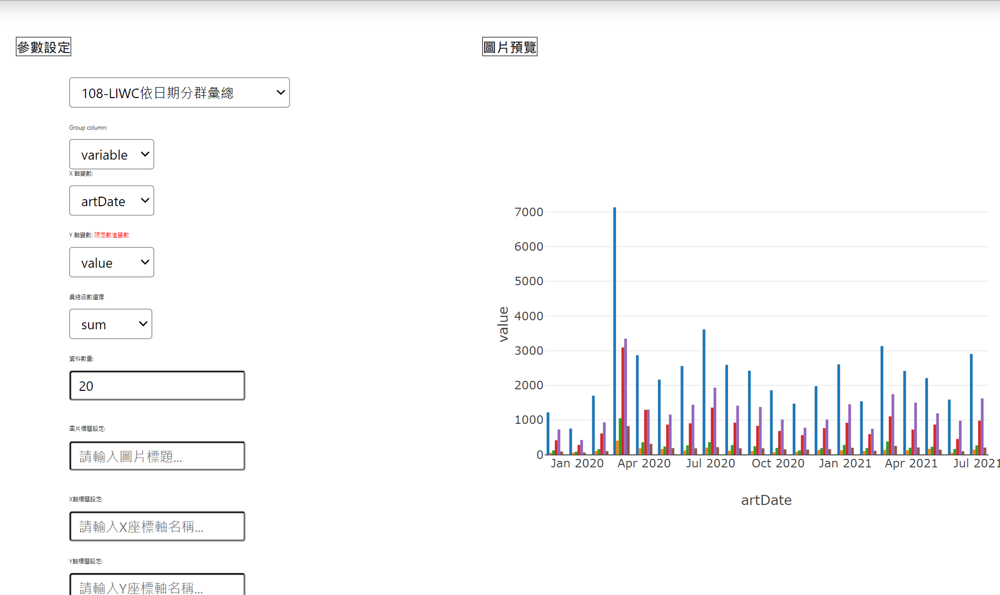 參數設定
108-LIWC依日期分群彙總
Group column:
variable
X 軸變數:
artDate
Y 軸變數: 限定數值變數
value
彙總函數選擇
sum
資料數量:
20
圖片標題設定:
請輸入圖片標題...
X軸標題設定:
請輸入X座標軸名稱...
Y軸標題設定:
請輸入Y座標軸名稱...
圖片預覽
7000
6000
5000
4000
3000
2000
1000
0
value
Jan 2020 Apr 2020 Jul 2020 Oct 2020 Jan 2021 Apr 2021 Jul 2021
artDate